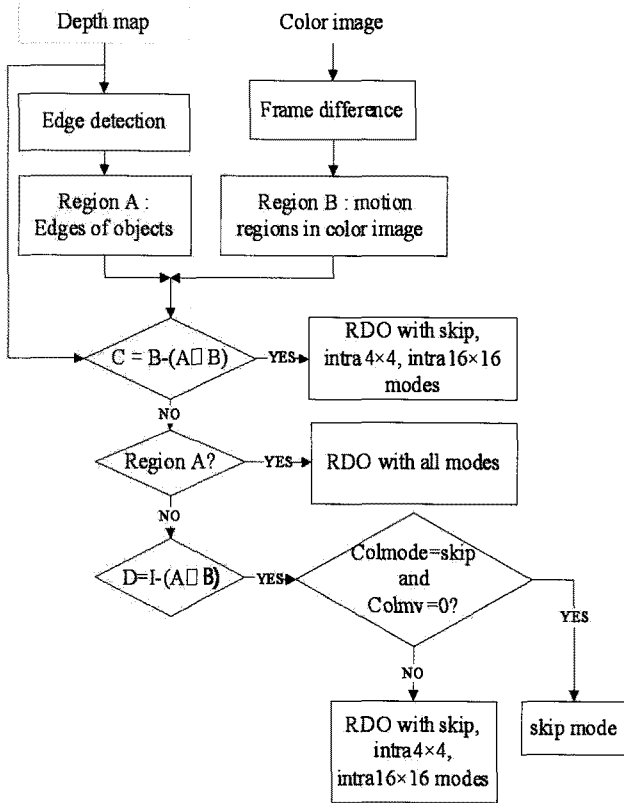 Depth map
Color image
Edge detection
Frame difference
Region A :
Edges of objects
Region B : motion
regions in color image
C = B-(A□ B)
YES
RDO with skip,
intra 4×4, intra16×16
modes
NO
Region A?
YES
RDO with all modes
NO
D=I-(A□ B)
YES
Colmode=skip
and
Colmv=0?
YES
NO
RDO with skip,
intra4×4,
intra16×16 modes
skip mode